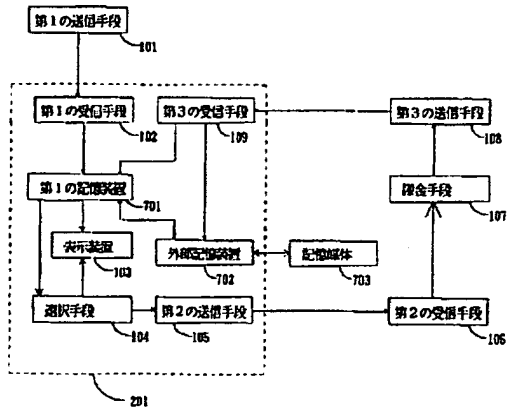 第1の送信手段
101
第1の受信手段
102
第3の受信手段
109
第3の送信手段
108
第1の記憶装置
701
課金手段
107
表示装置
103
外部記憶装置
702
記憶媒体
703
選択手段
104
第2の送信手段
105
第2の受信手段
106
201